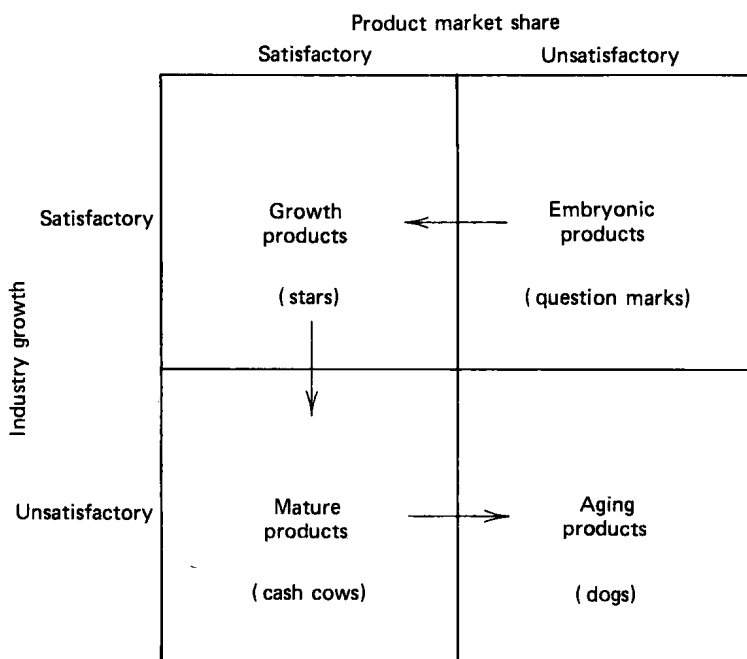 Product market share
Satisfactory
Unsatisfactory
Industry growth
Satisfactory
Growth
products
(stars)
Embryonic
products
(question marks)
Unsatisfactory
Mature
products
(cash cows)
Aging
products
(dogs)